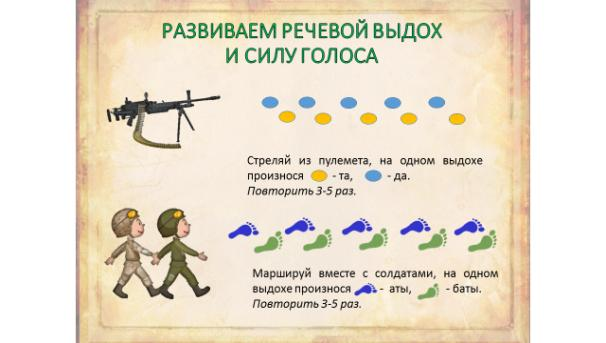 РАЗВИВАЕМ РЕЧЕВОЙ ВЫДОХ
И СИЛУ ГОЛОСА
Стреляй из пулемета, на одном выдохе
произнося - та, - да.
Повторить 3-5 раз.
Маршируй вместе с солдатами, на одном
выдохе произнося - аты, - баты.
Повторить 3-5 раз.